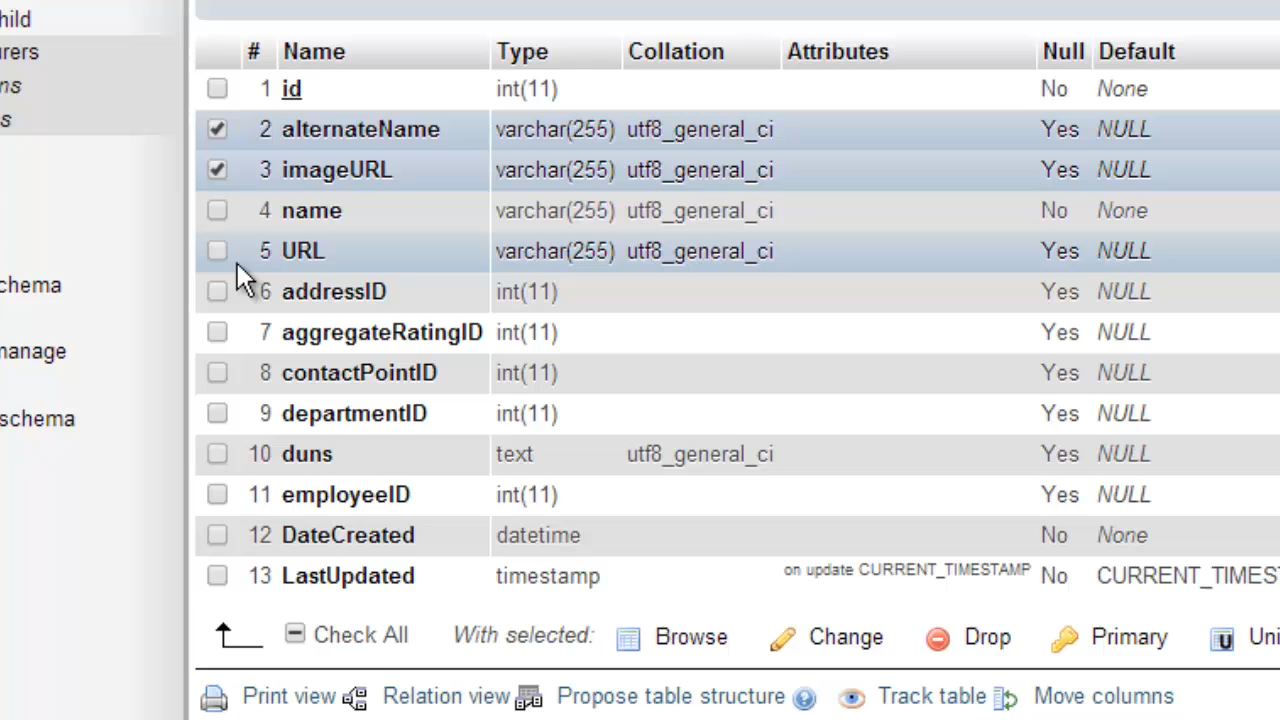 hild
urers
ns
s
schema
manage
schema
# Name Type Collation Attributes Null Default
1 id int(11) No None
2 alternateName varchar(255) utf8_general_ci Yes NULL
3 imageURL varchar(255) utf8_general_ci Yes NULL
4 name varchar(255) utf8_general_ci No None
5 URL varchar(255) utf8_general_ci Yes NULL
6 addressID int(11) Yes NULL
7 aggregateRatingID int(11) Yes NULL
8 contactPointID int(11) Yes NULL
9 departmentID int(11) Yes NULL
10 duns text utf8_general_ci Yes NULL
11 employeeID int(11) Yes NULL
12 DateCreated datetime No None
13 LastUpdated timestamp on update CURRENT_TIMESTAMP No CURRENT_TIMEST
Check All With selected: Browse Change Drop Primary Uni
Print view Relation view Propose table structure Track table Move columns